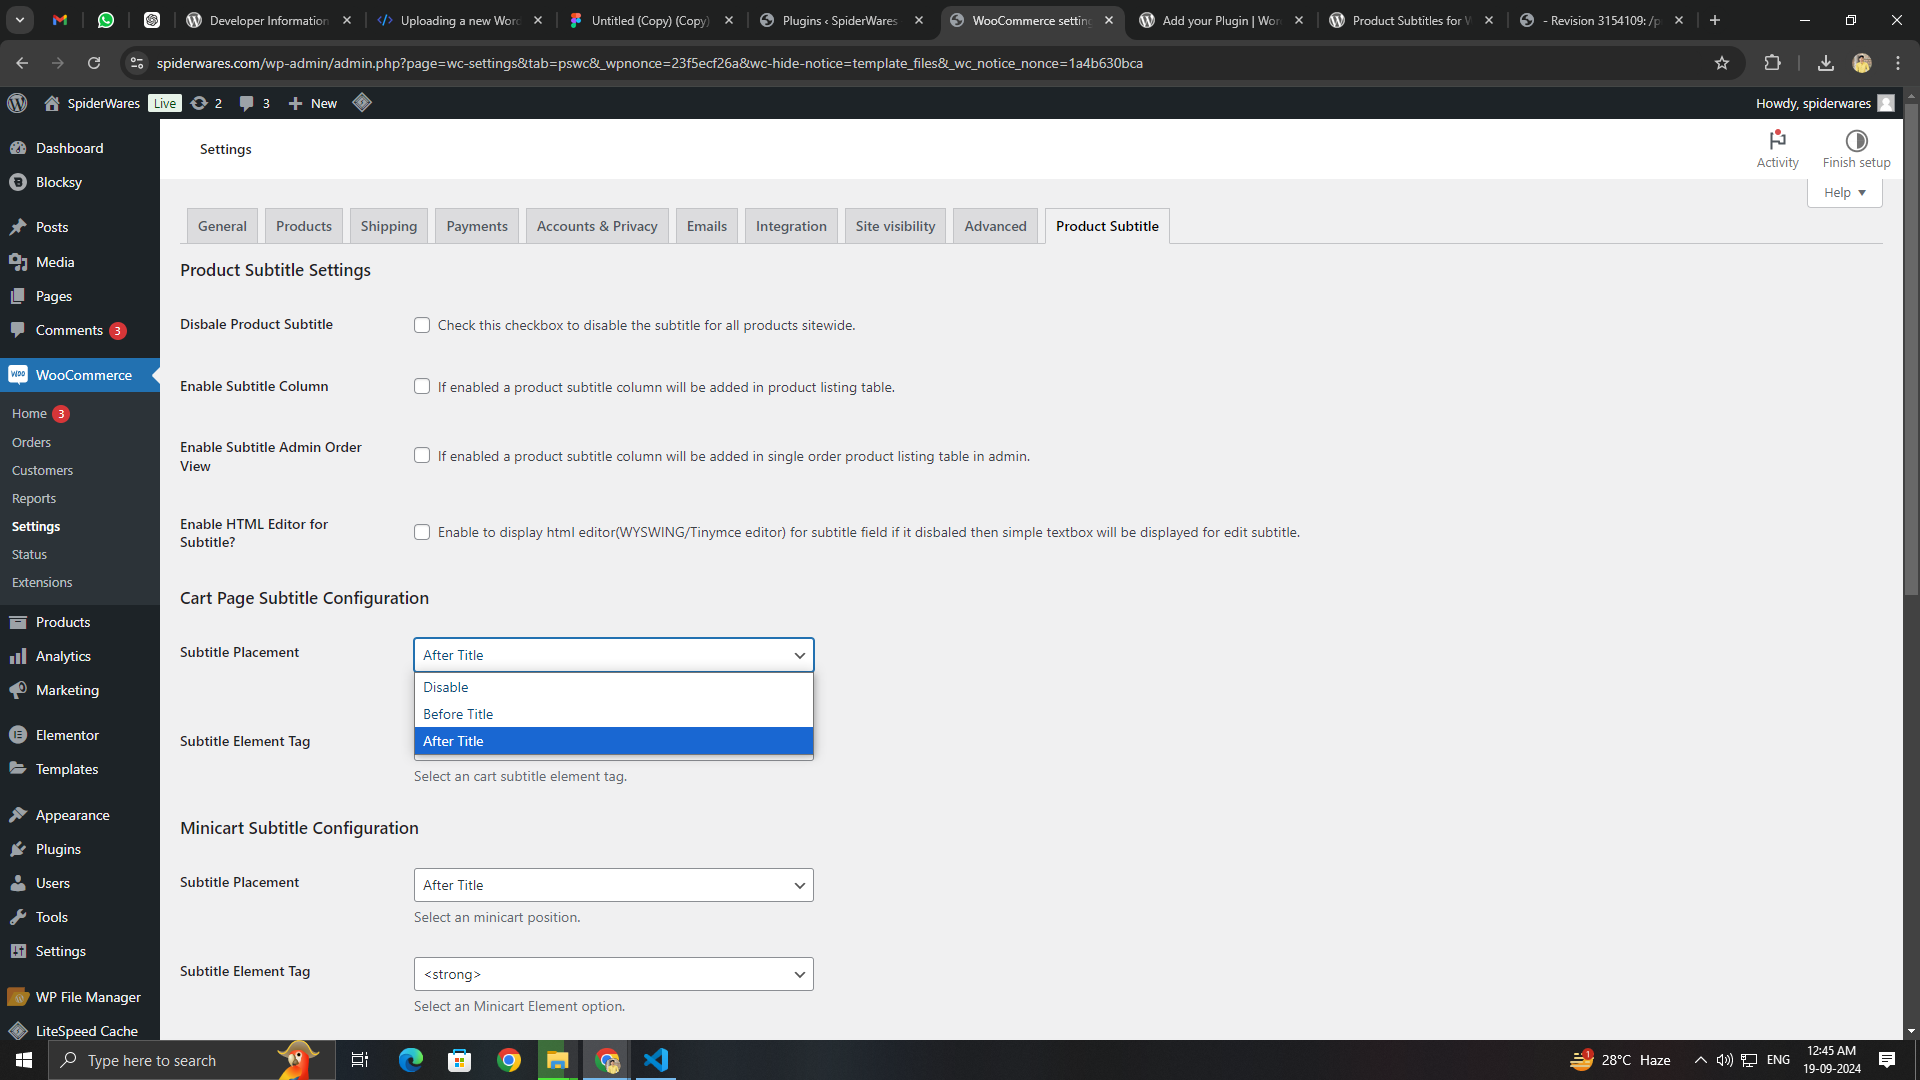 Developer Information
Uploading a new Word
Untitled (Copy) (Copy)
Plugins ‹ SpiderWares
WooCommerce setting
Add your Plugin | Wor
Product Subtitles for W
- Revision 3154109: /p
spiderwares.com/wp-admin/admin.php?page=wc-settings&tab=pswc&_wpnonce=23f5ecf26a&wc-hide-notice=template_files&_wc_notice_nonce=1a4b630bca
SpiderWares Live 2 3 New
Howdy, spiderwares
Dashboard
Blocksy
Posts
Media
Pages
Comments 3
WooCommerce
Home 3
Orders
Customers
Reports
Settings
Status
Extensions
Products
Analytics
Marketing
Elementor
Templates
Appearance
Plugins
Users
Tools
Settings
WP File Manager
LiteSpeed Cache
Settings
Activity
Finish setup
Help
General Products Shipping Payments Accounts & Privacy Emails Integration Site visibility Advanced Product Subtitle
Product Subtitle Settings
Disbale Product Subtitle
Check this checkbox to disable the subtitle for all products sitewide.
Enable Subtitle Column
If enabled a product subtitle column will be added in product listing table.
Enable Subtitle Admin Order
View
If enabled a product subtitle column will be added in single order product listing table in admin.
Enable HTML Editor for
Subtitle?
Enable to display html editor(WYSWING/Tinymce editor) for subtitle field if it disbaled then simple textbox will be displayed for edit subtitle.
Cart Page Subtitle Configuration
Subtitle Placement
After Title
Disable
Before Title
After Title
Subtitle Element Tag
Select an cart subtitle element tag.
Minicart Subtitle Configuration
Subtitle Placement
After Title
Select an minicart position.
Subtitle Element Tag
<strong>
Select an Minicart Element option.
Type here to search
1
28°C Haze
ENG
12:45 AM
19-09-2024